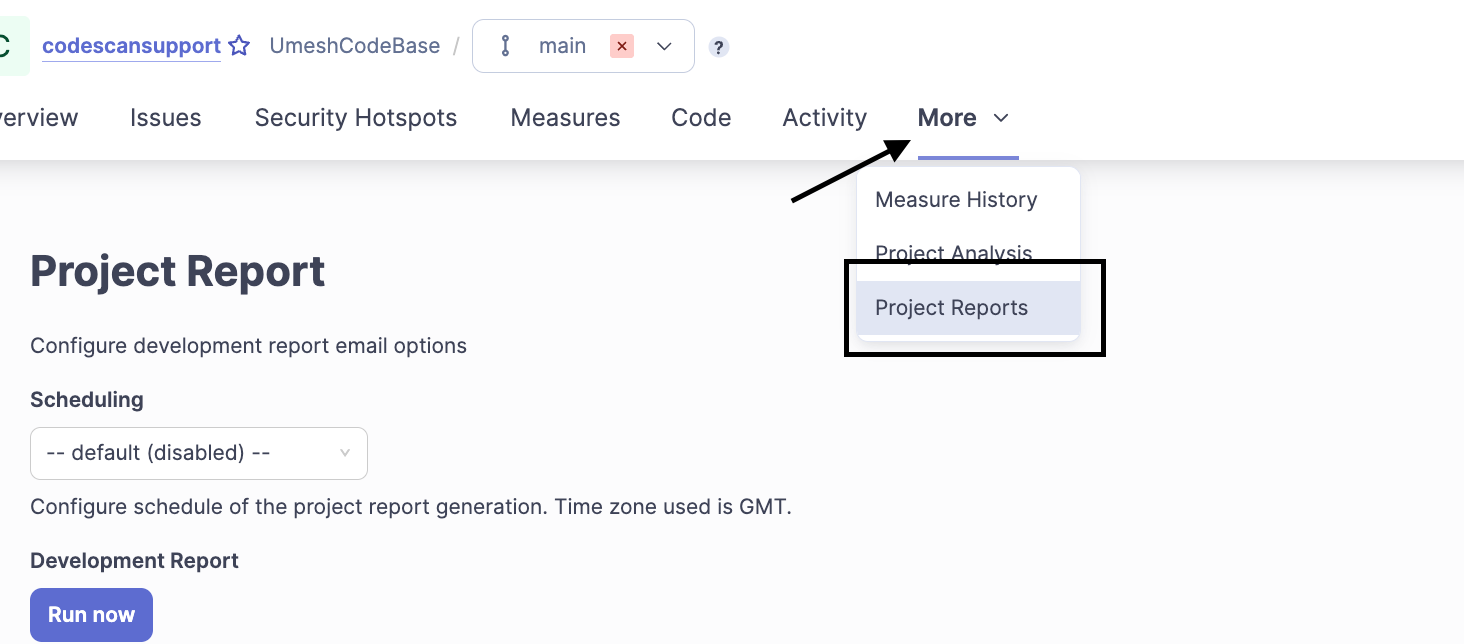 C
codescansupport UmeshCodeBase / main ?
verview Issues Security Hotspots Measures Code Activity More
Measure History
Project Analysis
Project Reports
Project Report
Configure development report email options
Scheduling
-- default (disabled) --
Configure schedule of the project report generation. Time zone used is GMT.
Development Report
Run now